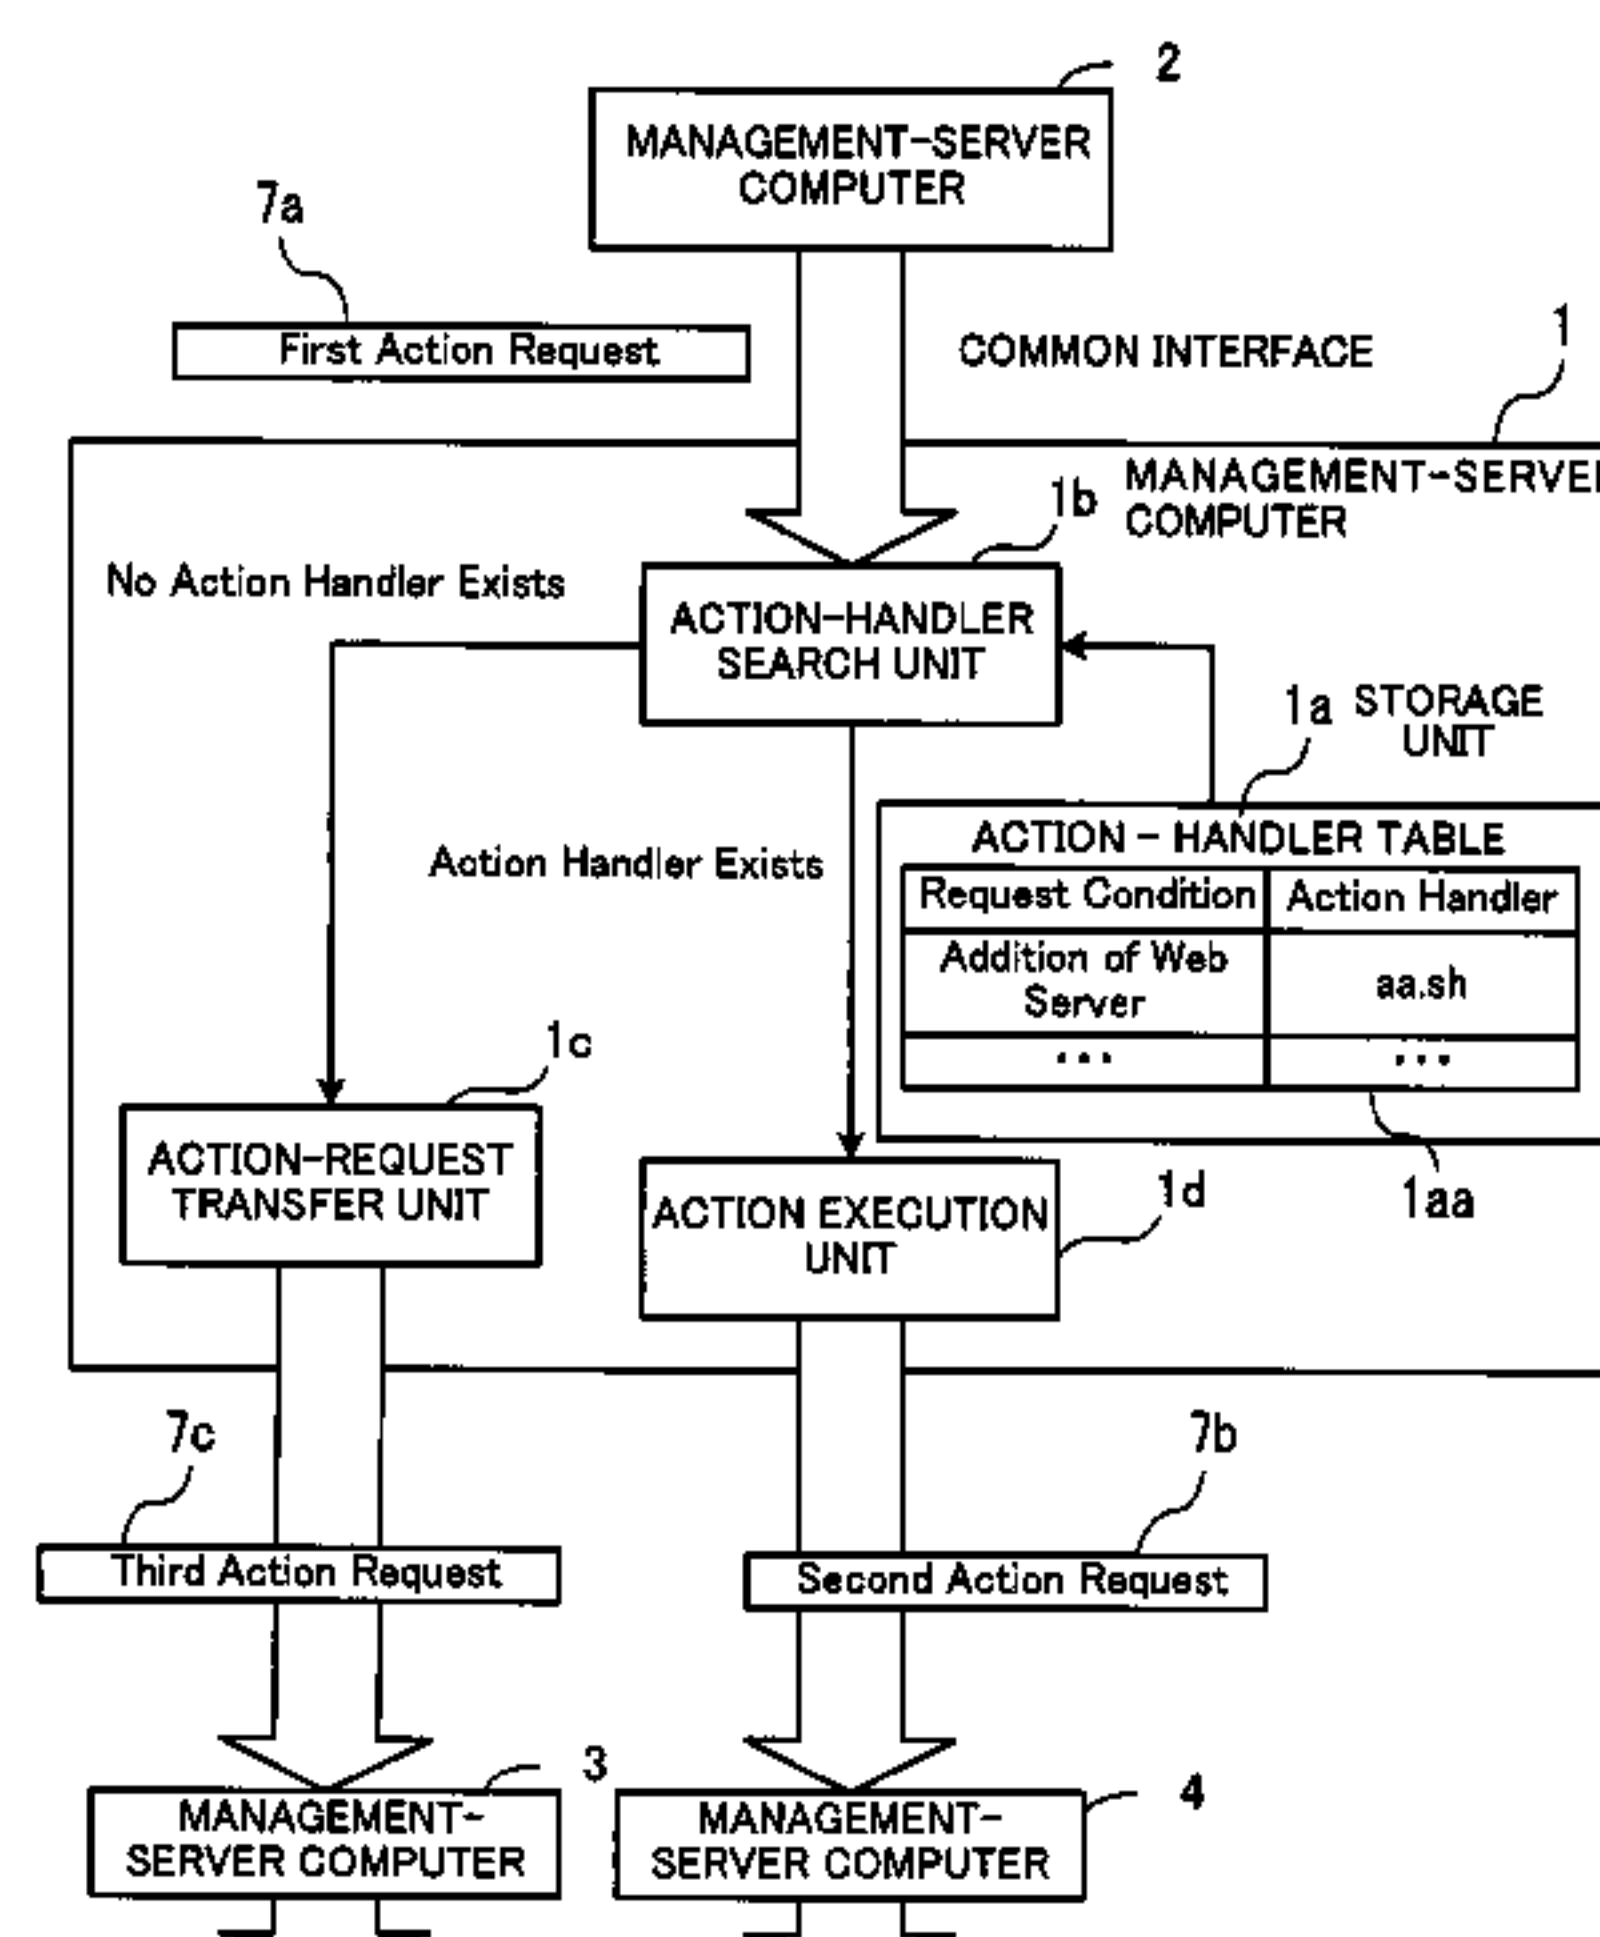 2
MANAGEMENT-SERVER
COMPUTER
7a
First Action Request
COMMON INTERFACE
1
MANAGEMENT-SERVER
COMPUTER
1b
No Action Handler Exists
ACTION-HANDLER
SEARCH UNIT
1a
STORAGE
UNIT
Action Handler Exists
ACTION - HANDLER TABLE
Request Condition
Action Handler
Addition of Web
Server
aa.sh
...
...
1c
ACTION-REQUEST
TRANSFER UNIT
ACTION EXECUTION
UNIT
1d
1aa
7c
7b
Third Action Request
Second Action Request
3
MANAGEMENT-
SERVER COMPUTER
4
MANAGEMENT-
SERVER COMPUTER